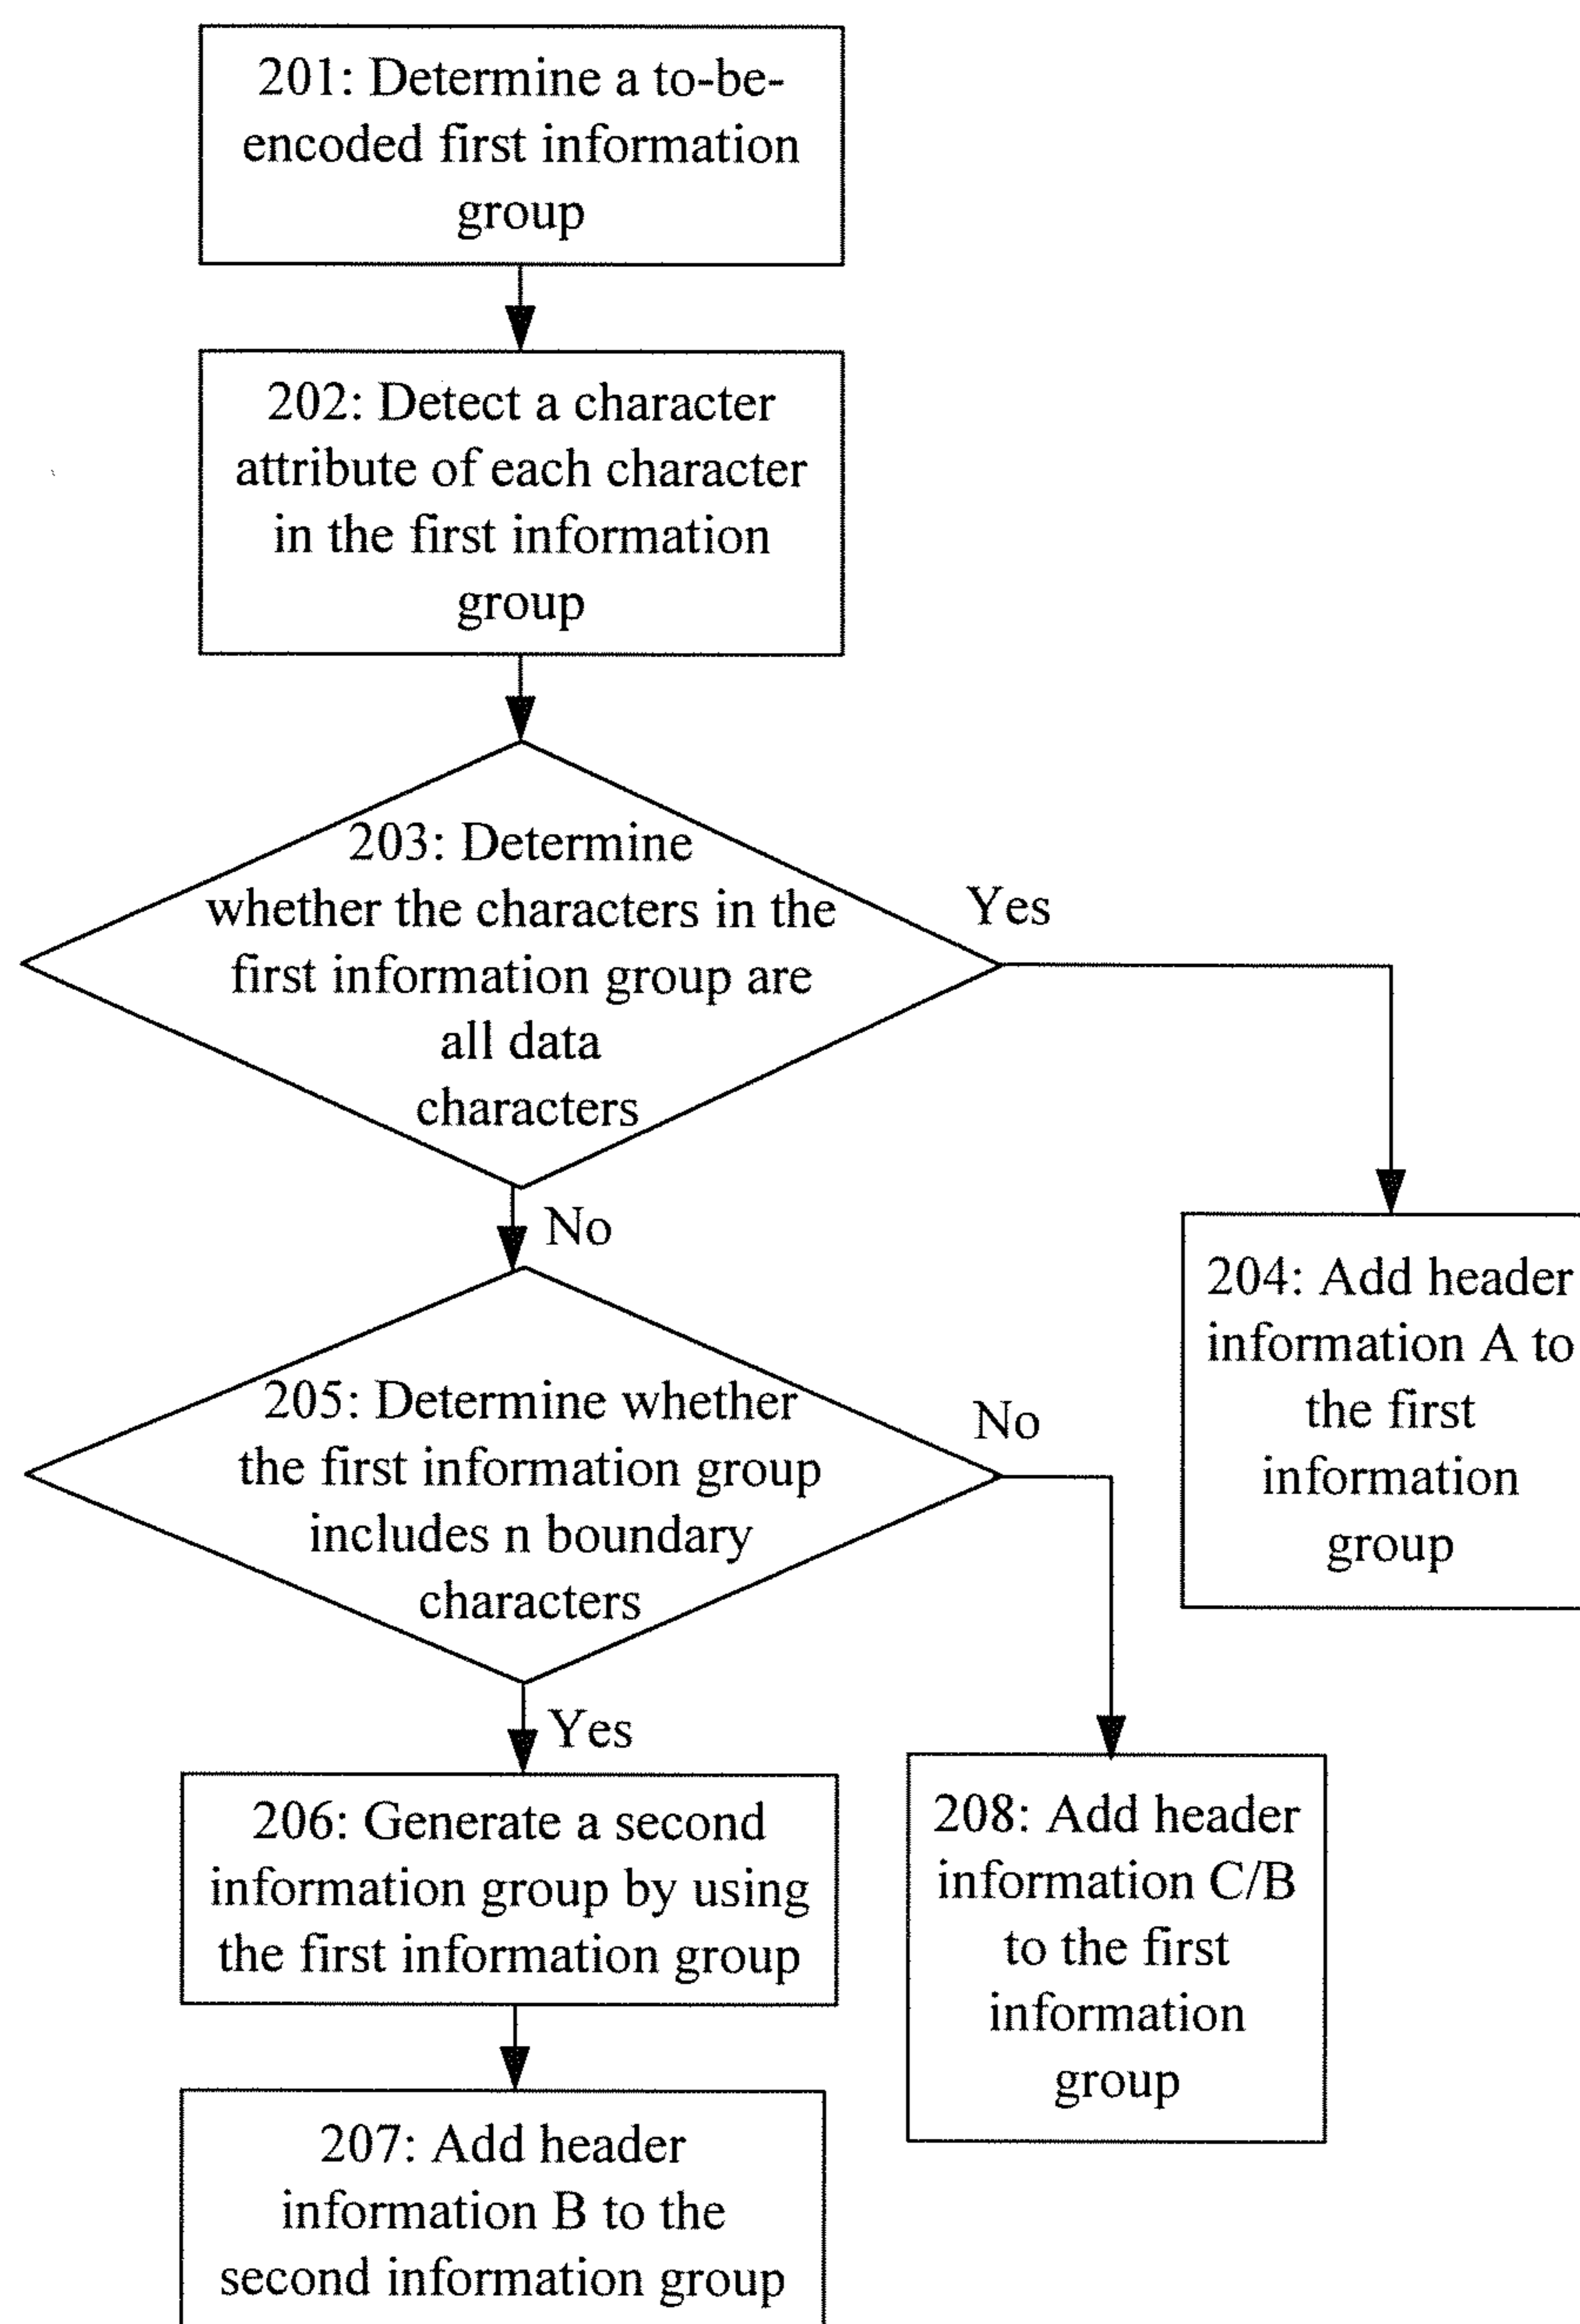 201: Determine a to-be-
encoded first information
group
202: Detect a character
attribute of each character
in the first information
group
203: Determine
whether the characters in the
first information group are
all data
characters
Yes
No
204: Add header
information A to
the first
information
group
205: Determine whether
the first information group
includes n boundary
characters
No
Yes
206: Generate a second
information group by using
the first information group
208: Add header
information C/B
to the first
information
group
207: Add header
information B to the
second information group